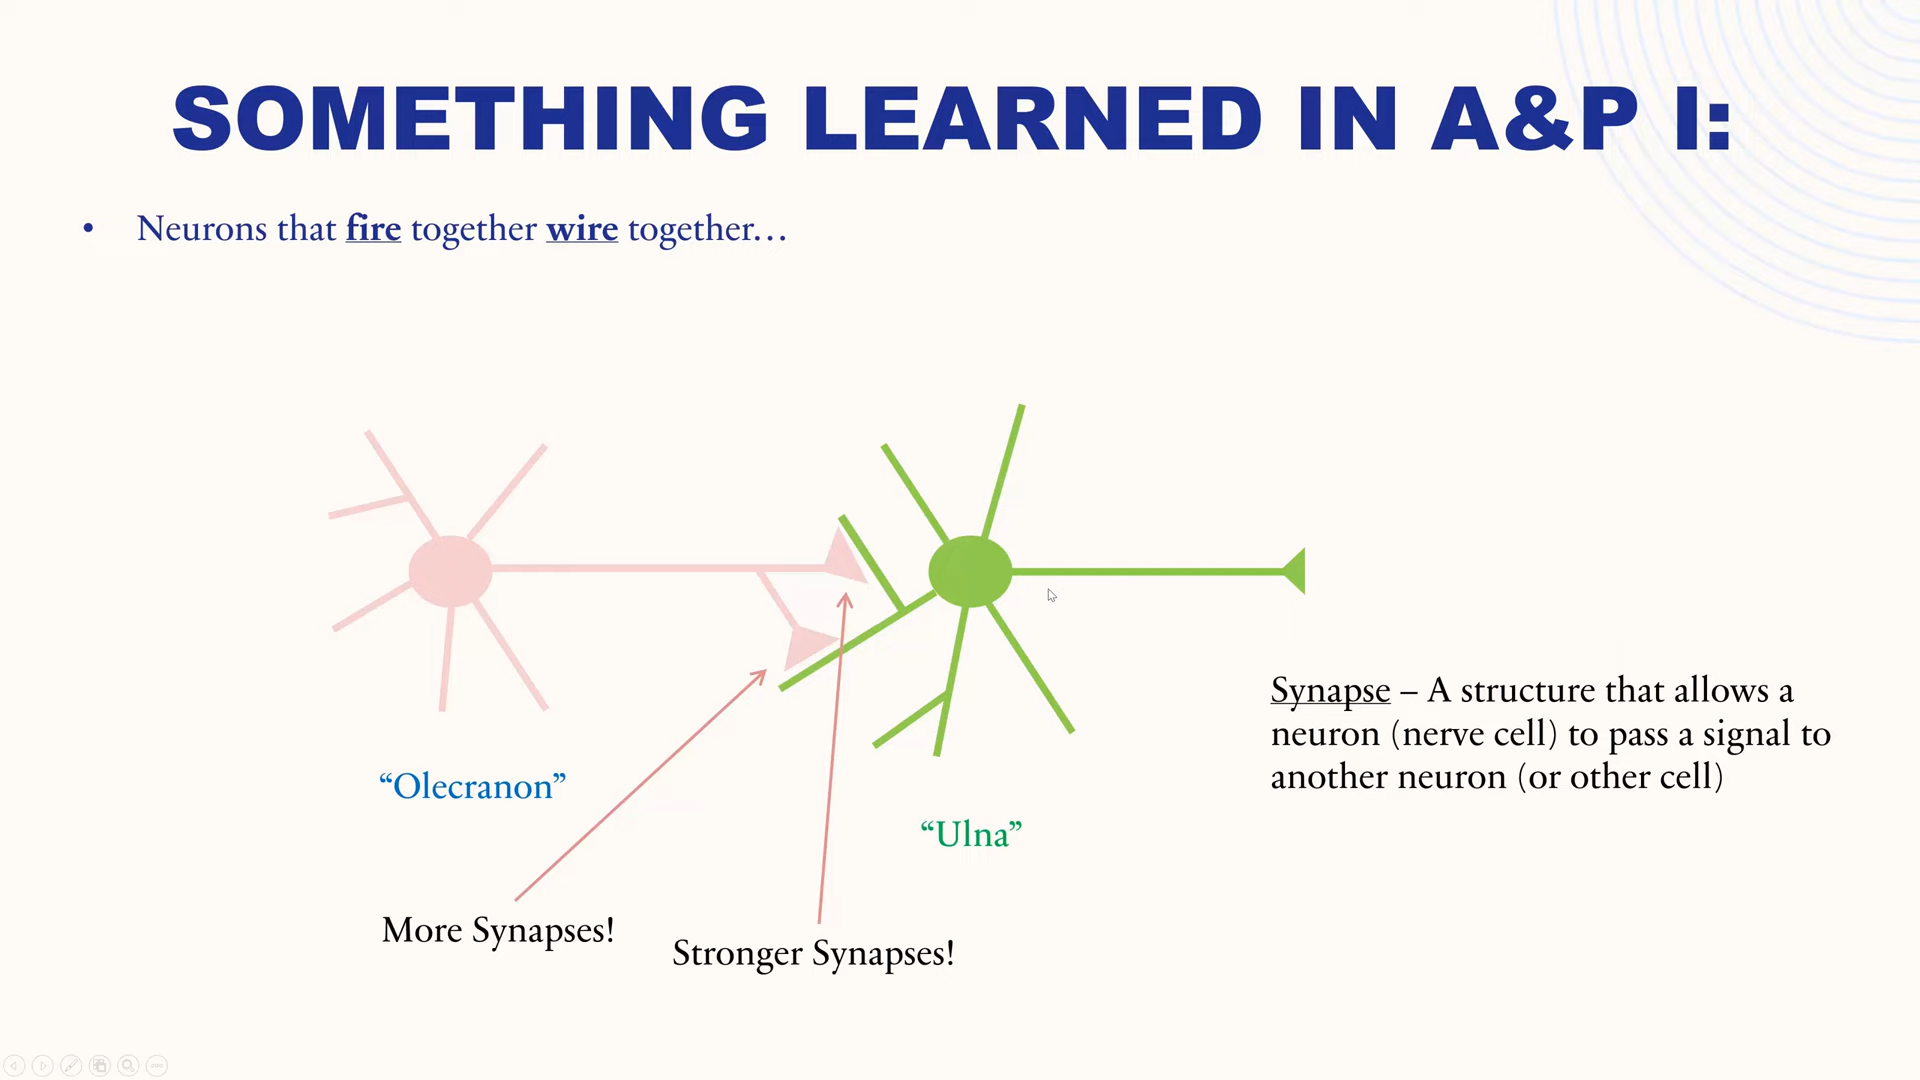 SOMETHING LEARNED IN A&P I:
• Neurons that fire together wire together…
Synapse – A structure that allows a
neuron (nerve cell) to pass a signal to
another neuron (or other cell)
“Olecranon”
“Ulna”
More Synapses!
Stronger Synapses!